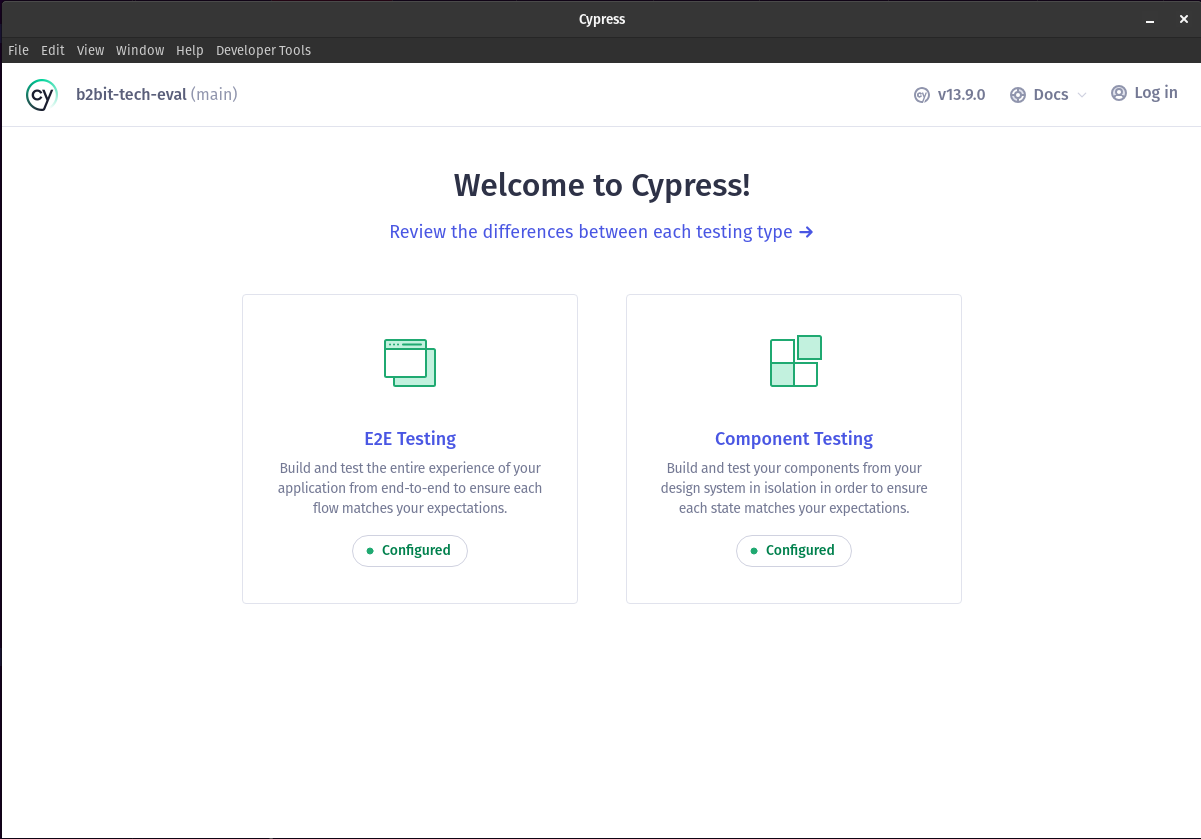 Cypress
File Edit View Window Help Developer Tools
cy b2bit-tech-eval (main)
cy v13.9.0 Docs Log in
Welcome to Cypress!
Review the differences between each testing type →
E2E Testing
Build and test the entire experience of your
application from end-to-end to ensure each
flow matches your expectations.
Configured
Component Testing
Build and test your components from your
design system in isolation in order to ensure
each state matches your expectations.
Configured